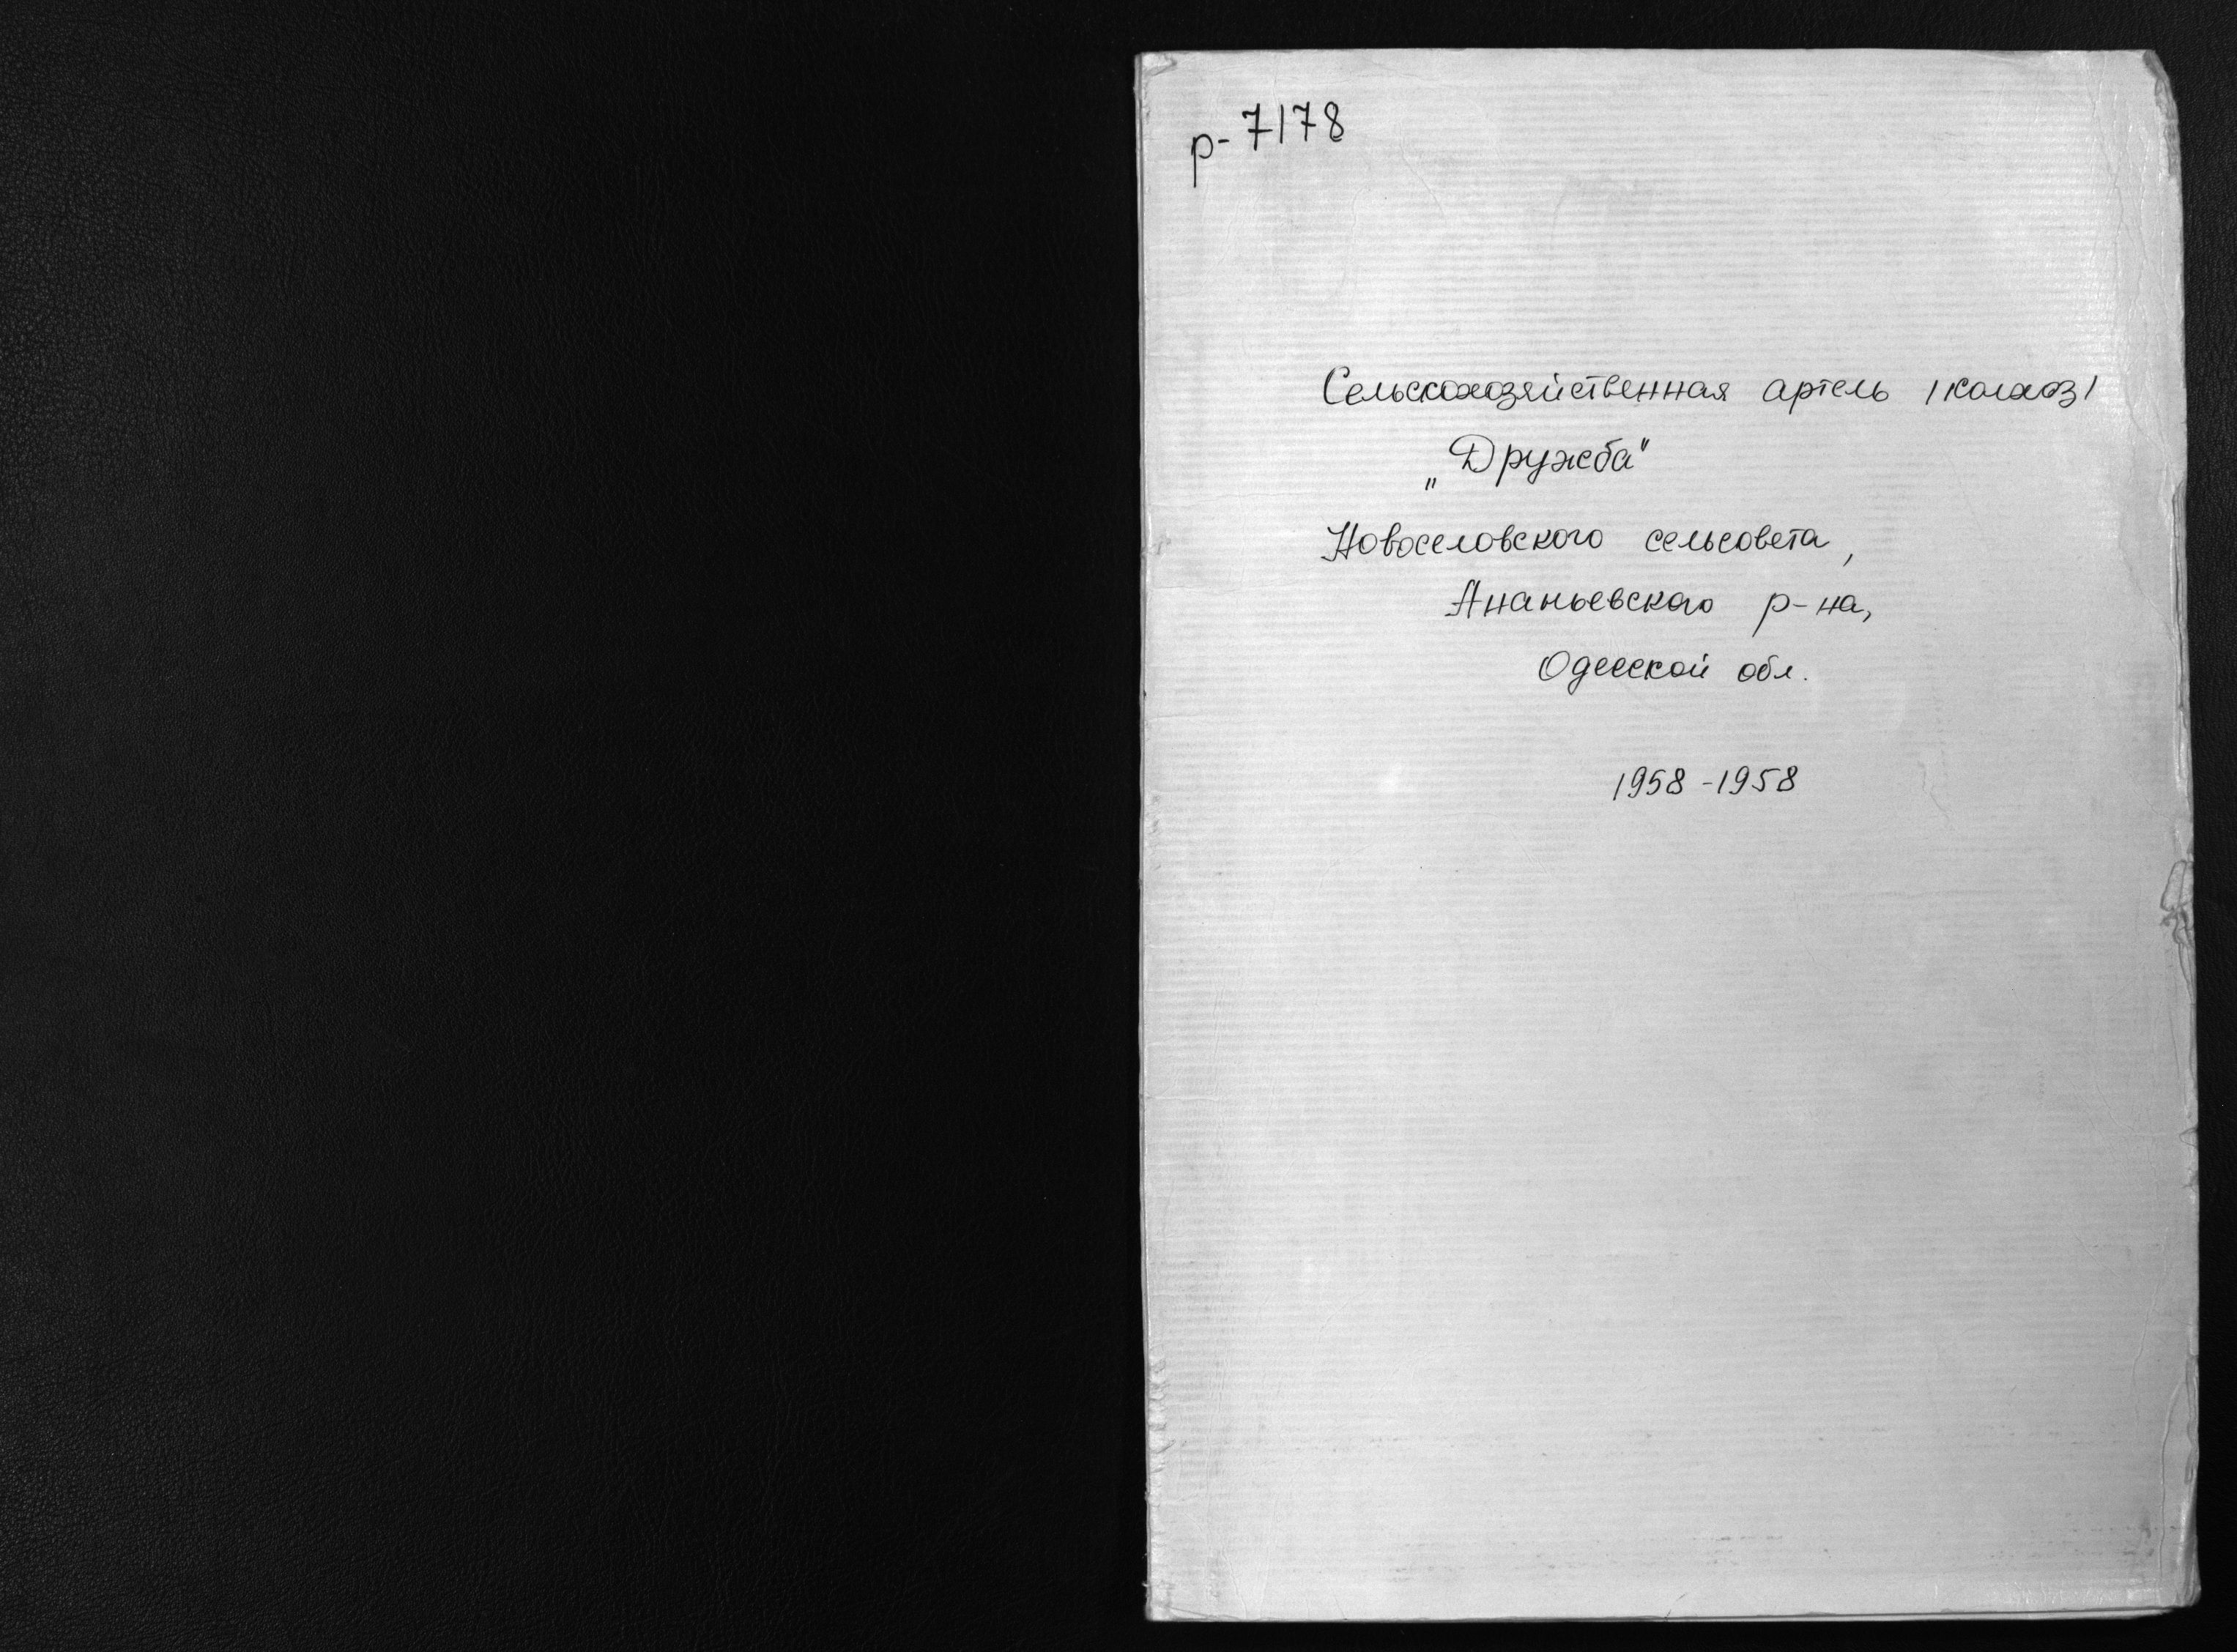 р-7178
Сельскохозяйственная артель /колхоз/
„Дружба"
Новоселовского сельсовета,
Ананьевского р-на,
Одесской обл.
1958-1958